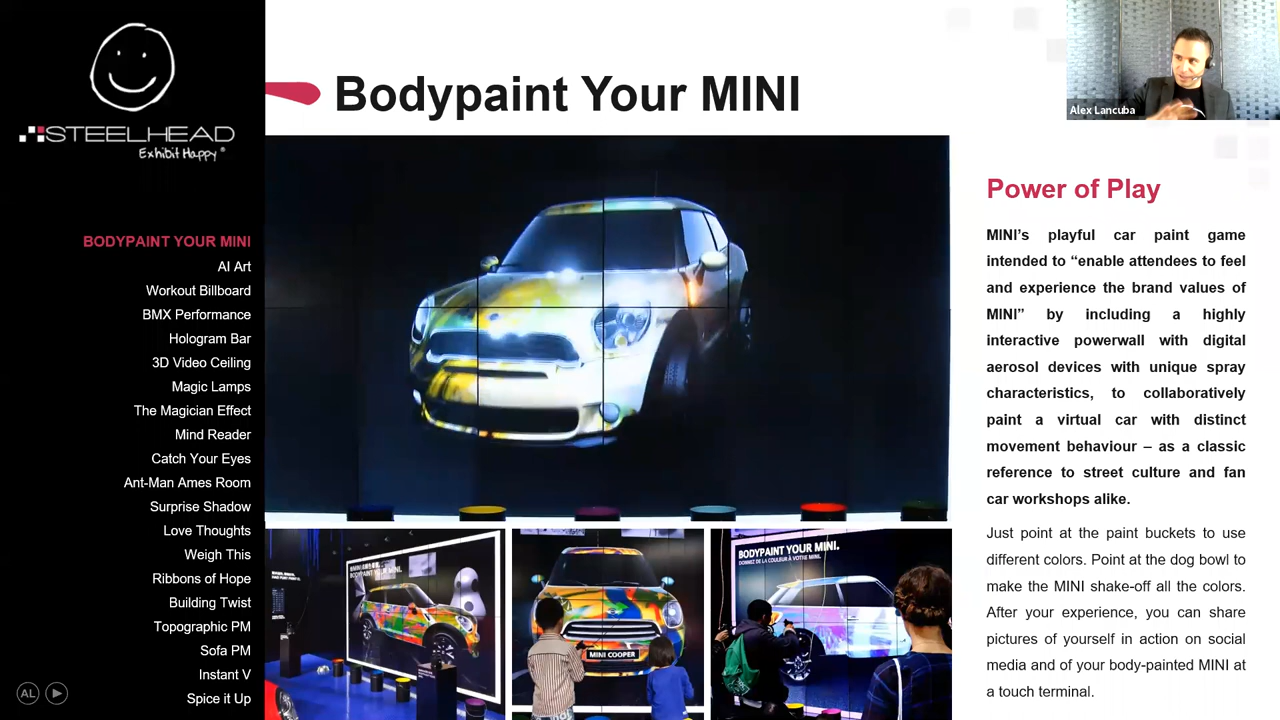 STEELHEAD
Exhibit Happy ®
BODYPAINT YOUR MINI
AI Art
Workout Billboard
BMX Performance
Hologram Bar
3D Video Ceiling
Magic Lamps
The Magician Effect
Mind Reader
Catch Your Eyes
Ant-Man Ames Room
Surprise Shadow
Love Thoughts
Weigh This
Ribbons of Hope
Building Twist
Topographic PM
Sofa PM
Instant V
Spice it Up
AL
Bodypaint Your MINI
BODYPAINT YOUR MINI.
MINI COOPER
BODYPAINT YOUR MINI.
DONNEZ DE LA COULEUR À VOTRE MINI.
Alex Lancuba
Power of Play
MINI’s playful car paint game
intended to “enable attendees to feel
and experience the brand values of
MINI” by including a highly
interactive powerwall with digital
aerosol devices with unique spray
characteristics, to collaboratively
paint a virtual car with distinct
movement behaviour – as a classic
reference to street culture and fan
car workshops alike.
Just point at the paint buckets to use
different colors. Point at the dog bowl to
make the MINI shake-off all the colors.
After your experience, you can share
pictures of yourself in action on social
media and of your body-painted MINI at
a touch terminal.